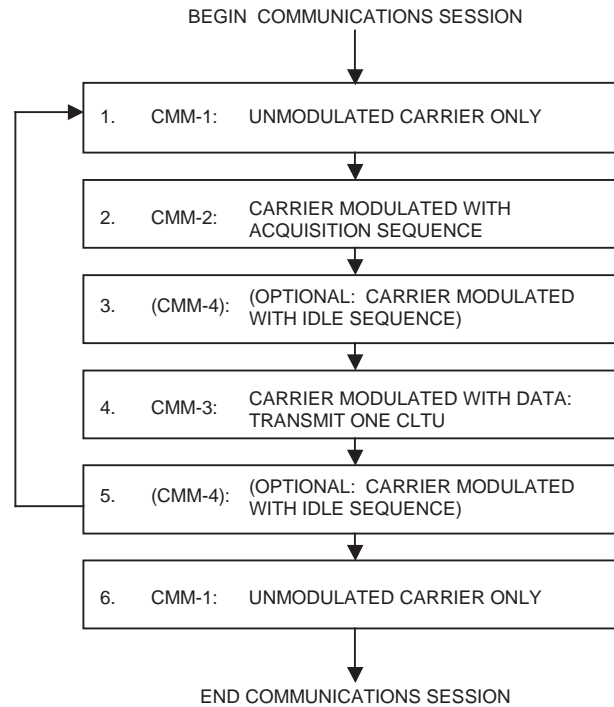 BEGIN COMMUNICATIONS SESSION
1. CMM-1: UNMODULATED CARRIER ONLY
2. CMM-2: CARRIER MODULATED WITH
ACQUISITION SEQUENCE
3. (CMM-4): (OPTIONAL: CARRIER MODULATED
WITH IDLE SEQUENCE)
4. CMM-3: CARRIER MODULATED WITH DATA:
TRANSMIT ONE CLTU
5. (CMM-4): (OPTIONAL: CARRIER MODULATED
WITH IDLE SEQUENCE)
6. CMM-1: UNMODULATED CARRIER ONLY
END COMMUNICATIONS SESSION